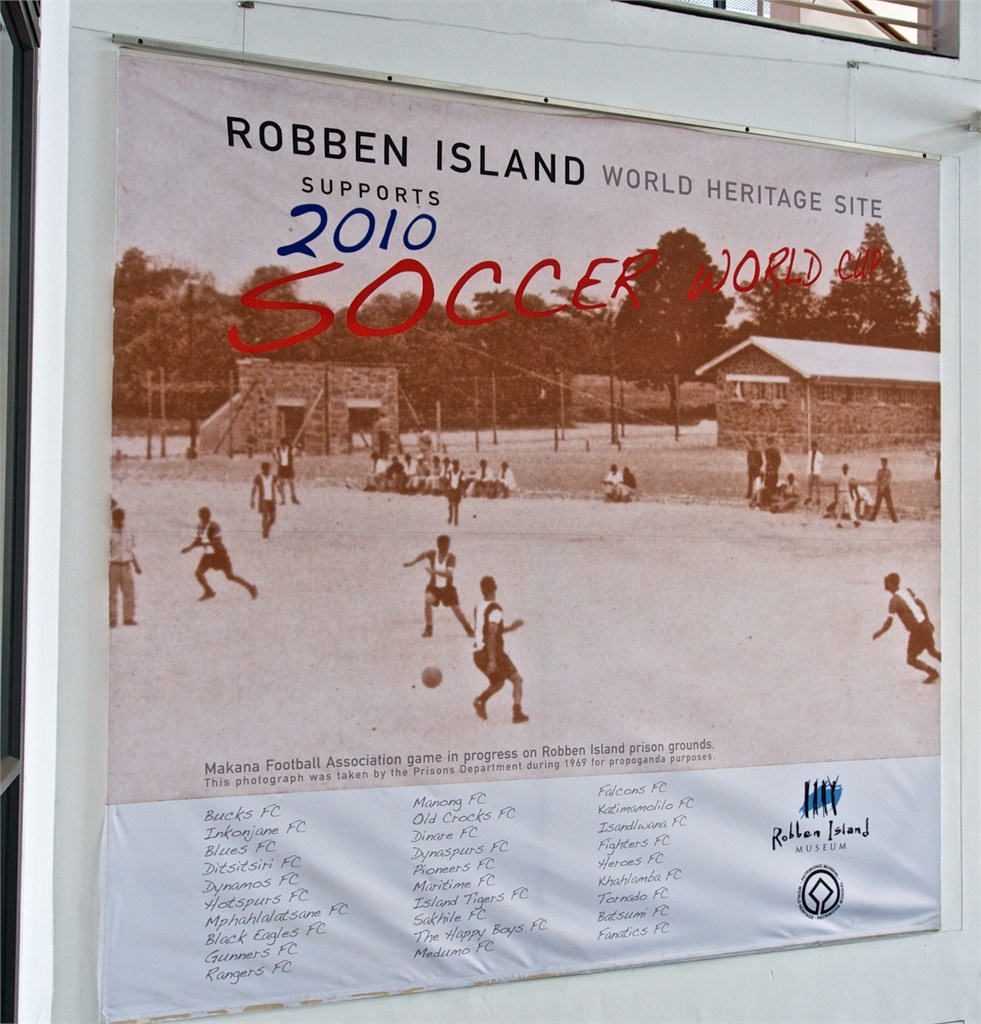 ROBBEN ISLAND WORLD HERITAGE SITE
SUPPORTS
2010
SOCCER WORLD CUP
Makana Football Association game in progress on Robben Island prison grounds.
This photograph was taken by the Prisons Department during 1969 for propaganda purposes.
Bucks FC
Inkonjane FC
Blues FC
Ditsitsiri FC
Dynamos FC
Hotspurs FC
Mphahlalatsane FC
Black Eagles FC
Gunners FC
Rangers FC
Manong FC
Old Crocks FC
Dinare FC
Dynaspurs FC
Pioneers FC
Maritime FC
Island Tigers FC
Sakhile FC
The Happy Boys FC
Medumo FC
Falcons FC
Katimamolilo FC
Isandlwana FC
Fighters FC
Heroes FC
Khahlamba FC
Tornado FC
Batsumi FC
Fanatics FC
Robben Island
MUSEUM